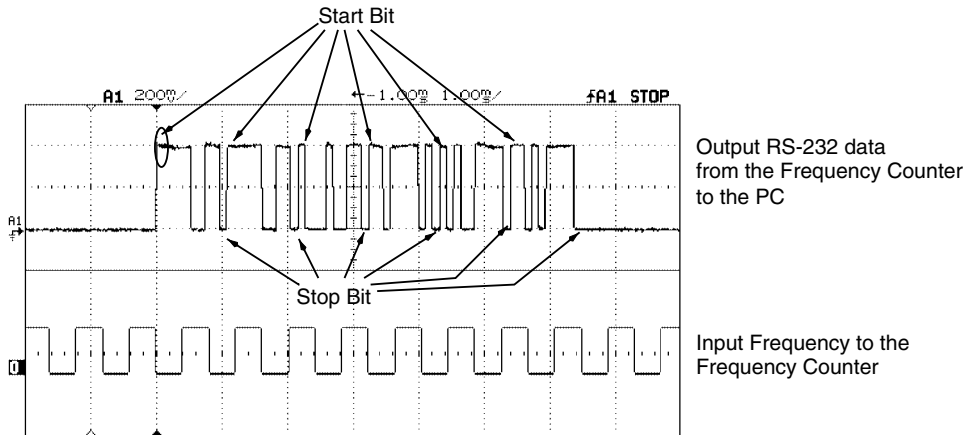 Start Bit
A1 200mV/ ←-1.00ms 1.00ms/ ƒA1 STOP
Output RS-232 data
from the Frequency Counter
to the PC
A1
Stop Bit
Input Frequency to the
Frequency Counter
0